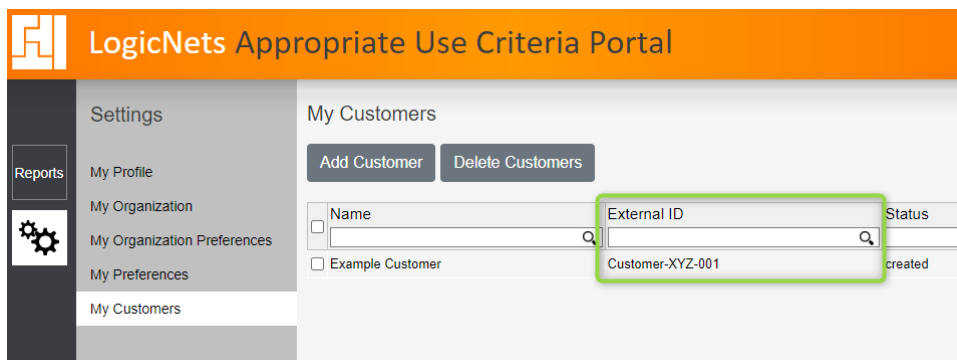 LogicNets Appropriate Use Criteria Portal
Settings
My Customers
Add Customer
Delete Customers
Reports
My Profile
My Organization
My Organization Preferences
My Preferences
My Customers
Name
External ID
Status
Example Customer
Customer-XYZ-001
created